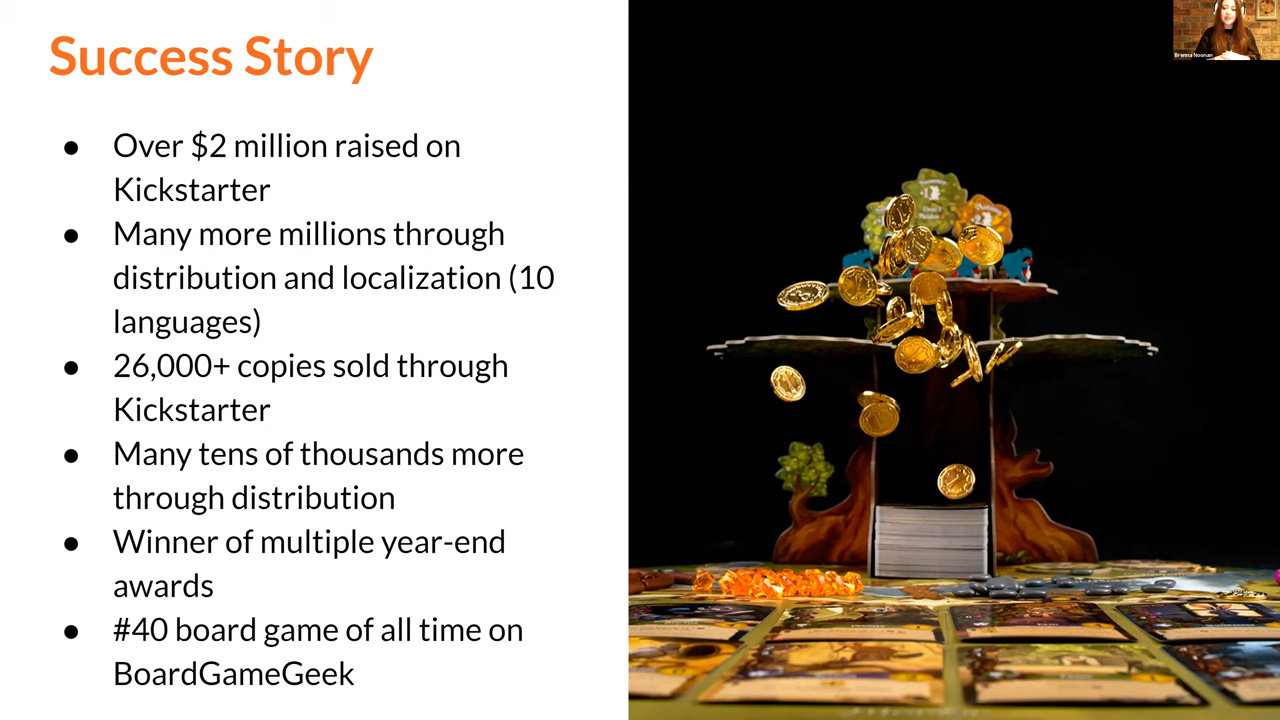 Success Story
● Over $2 million raised on
Kickstarter
● Many more millions through
distribution and localization (10
languages)
● 26,000+ copies sold through
Kickstarter
● Many tens of thousands more
through distribution
● Winner of multiple year-end
awards
● #40 board game of all time on
BoardGameGeek
Brenna Noonan